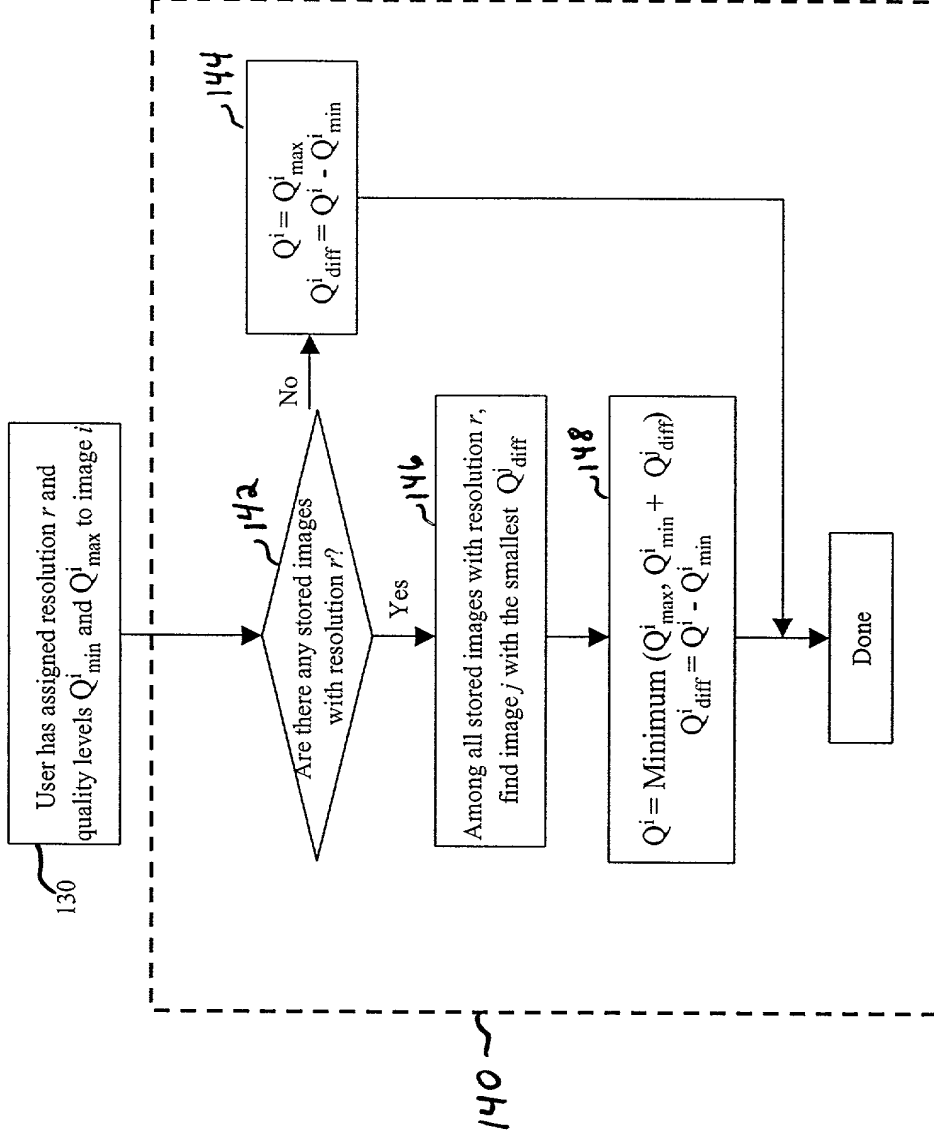 130
User has assigned resolution r and
quality levels Qⁱmin and Qⁱmax to image i
140
142
Are there any stored images
with resolution r?
No
144
Qⁱ = Qⁱmax
Qⁱdiff = Qⁱ - Qⁱmin
Yes
146
Among all stored images with resolution r,
find image j with the smallest Qʲdiff
148
Qⁱ = Minimum (Qⁱmax, Qⁱmin + Qʲdiff)
Qⁱdiff = Qⁱ - Qⁱmin
Done